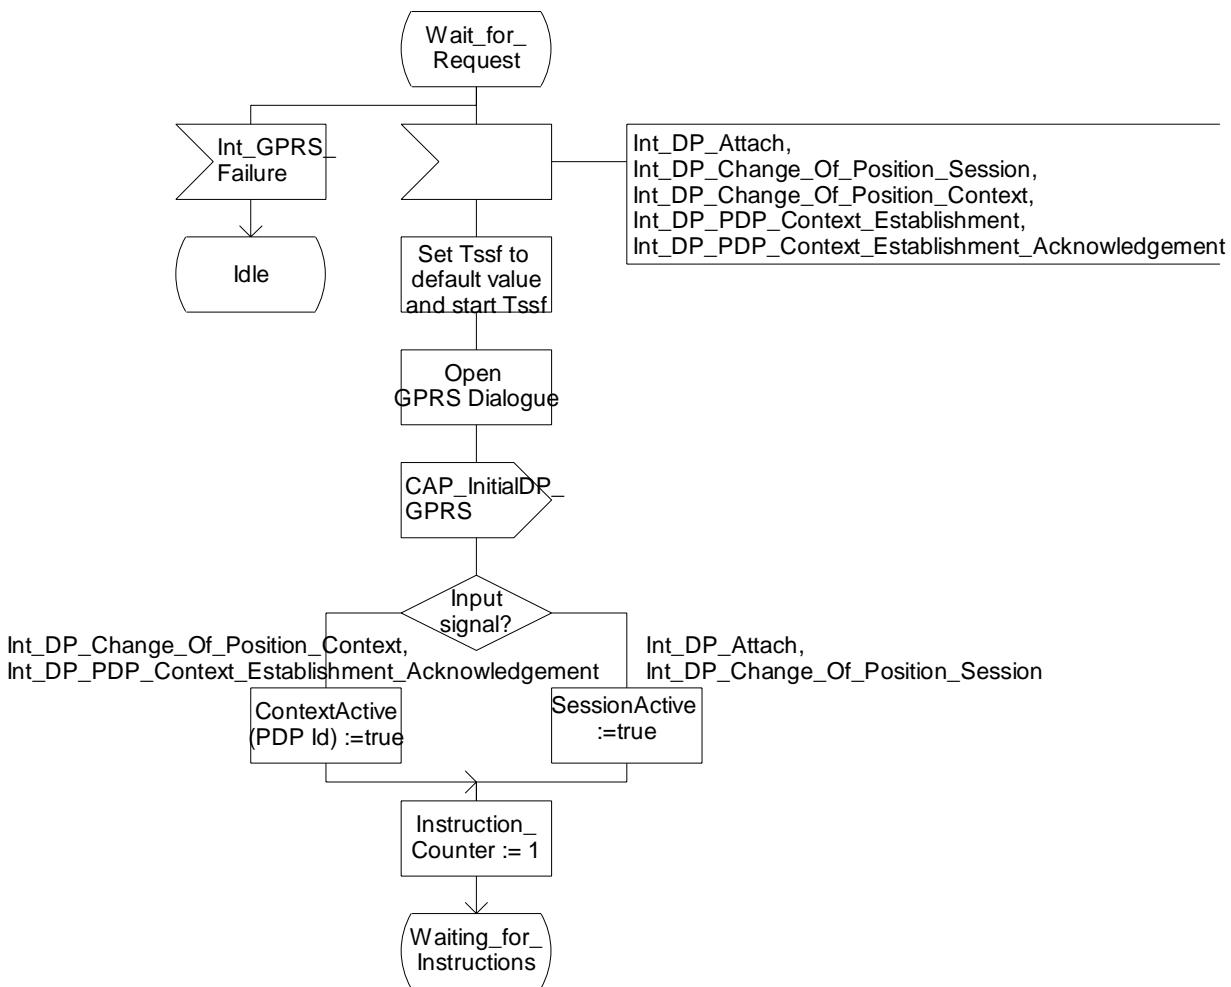 Wait_for_
Request
Int_GPRS_
Failure
Int_DP_Attach,
Int_DP_Change_Of_Position_Session,
Int_DP_Change_Of_Position_Context,
Int_DP_PDP_Context_Establishment,
Int_DP_PDP_Context_Establishment_Acknowledgement
Idle
Set Tssf to
default value
and start Tssf
Open
GPRS Dialogue
CAP_InitialDP_
GPRS
Input
signal?
Int_DP_Change_Of_Position_Context,
Int_DP_PDP_Context_Establishment_Acknowledgement
Int_DP_Attach,
Int_DP_Change_Of_Position_Session
ContextActive
(PDP Id) :=true
SessionActive
:=true
Instruction_
Counter := 1
Waiting_for_
Instructions